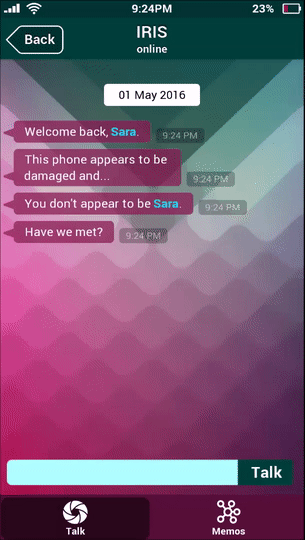 9:24PM
23%
Back
IRIS
online
01 May 2016
Welcome back, Sara.
9:24 PM
This phone appears to be
damaged and...
9:24 PM
You don't appear to be Sara.
9:24 PM
Have we met?
9:24 PM
Talk
Talk
Memos